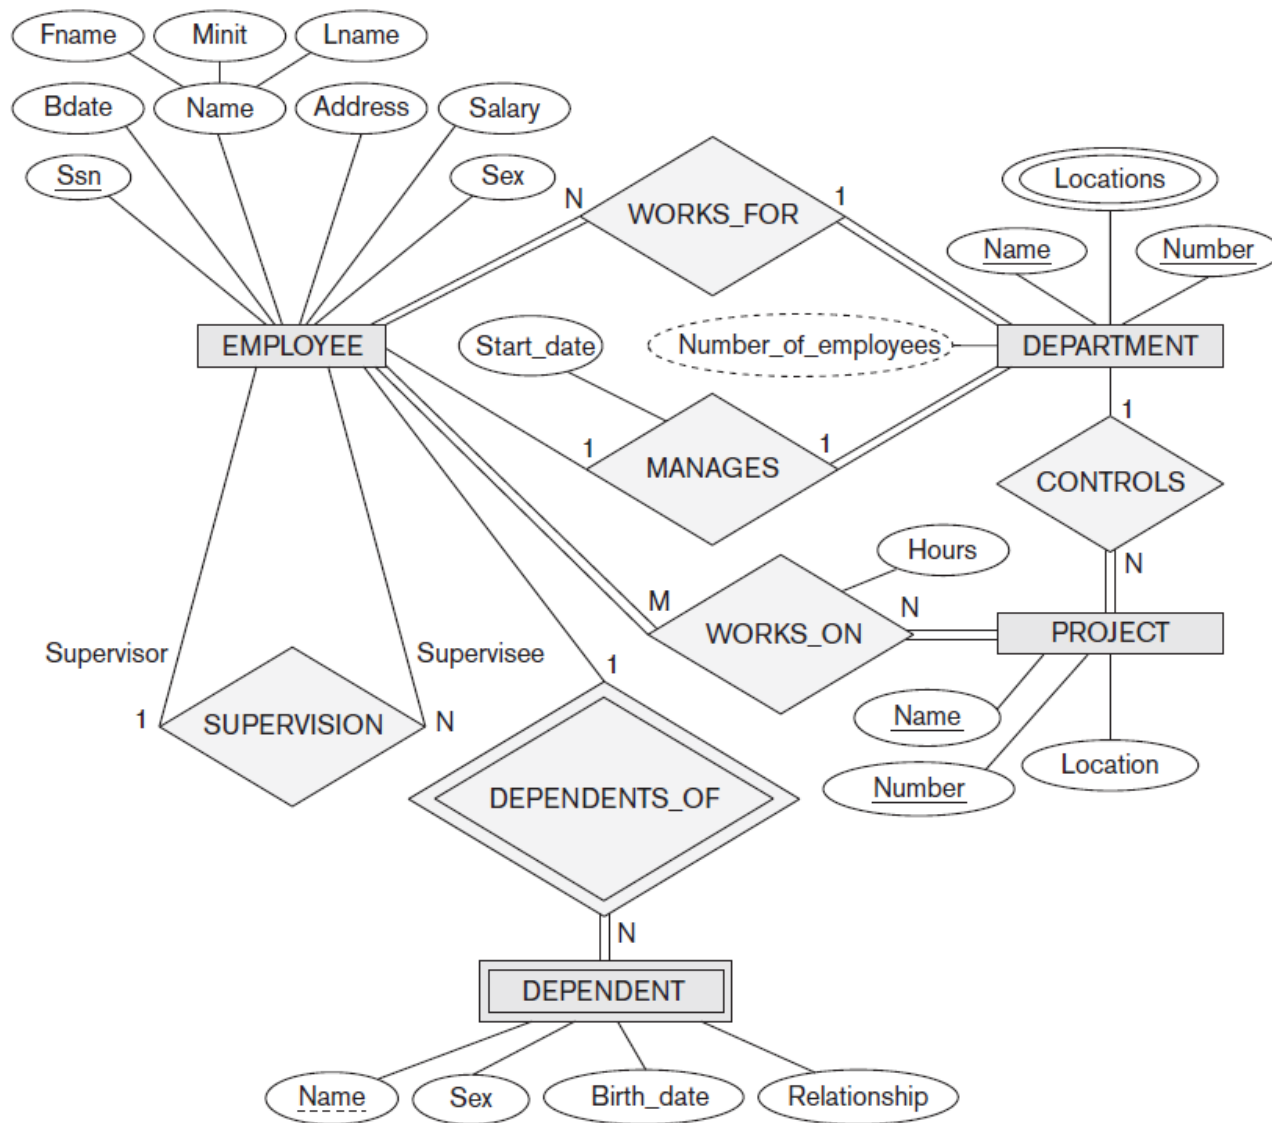 Fname
Minit
Lname
Bdate
Name
Address
Salary
Ssn
Sex
N
WORKS_FOR
1
Locations
Name
Number
EMPLOYEE
Start_date
Number_of_employees
DEPARTMENT
1
MANAGES
1
1
CONTROLS
N
Hours
M
WORKS_ON
N
PROJECT
Supervisor
Supervisee
1
SUPERVISION
N
1
Name
Number
Location
DEPENDENTS_OF
N
DEPENDENT
Name
Sex
Birth_date
Relationship